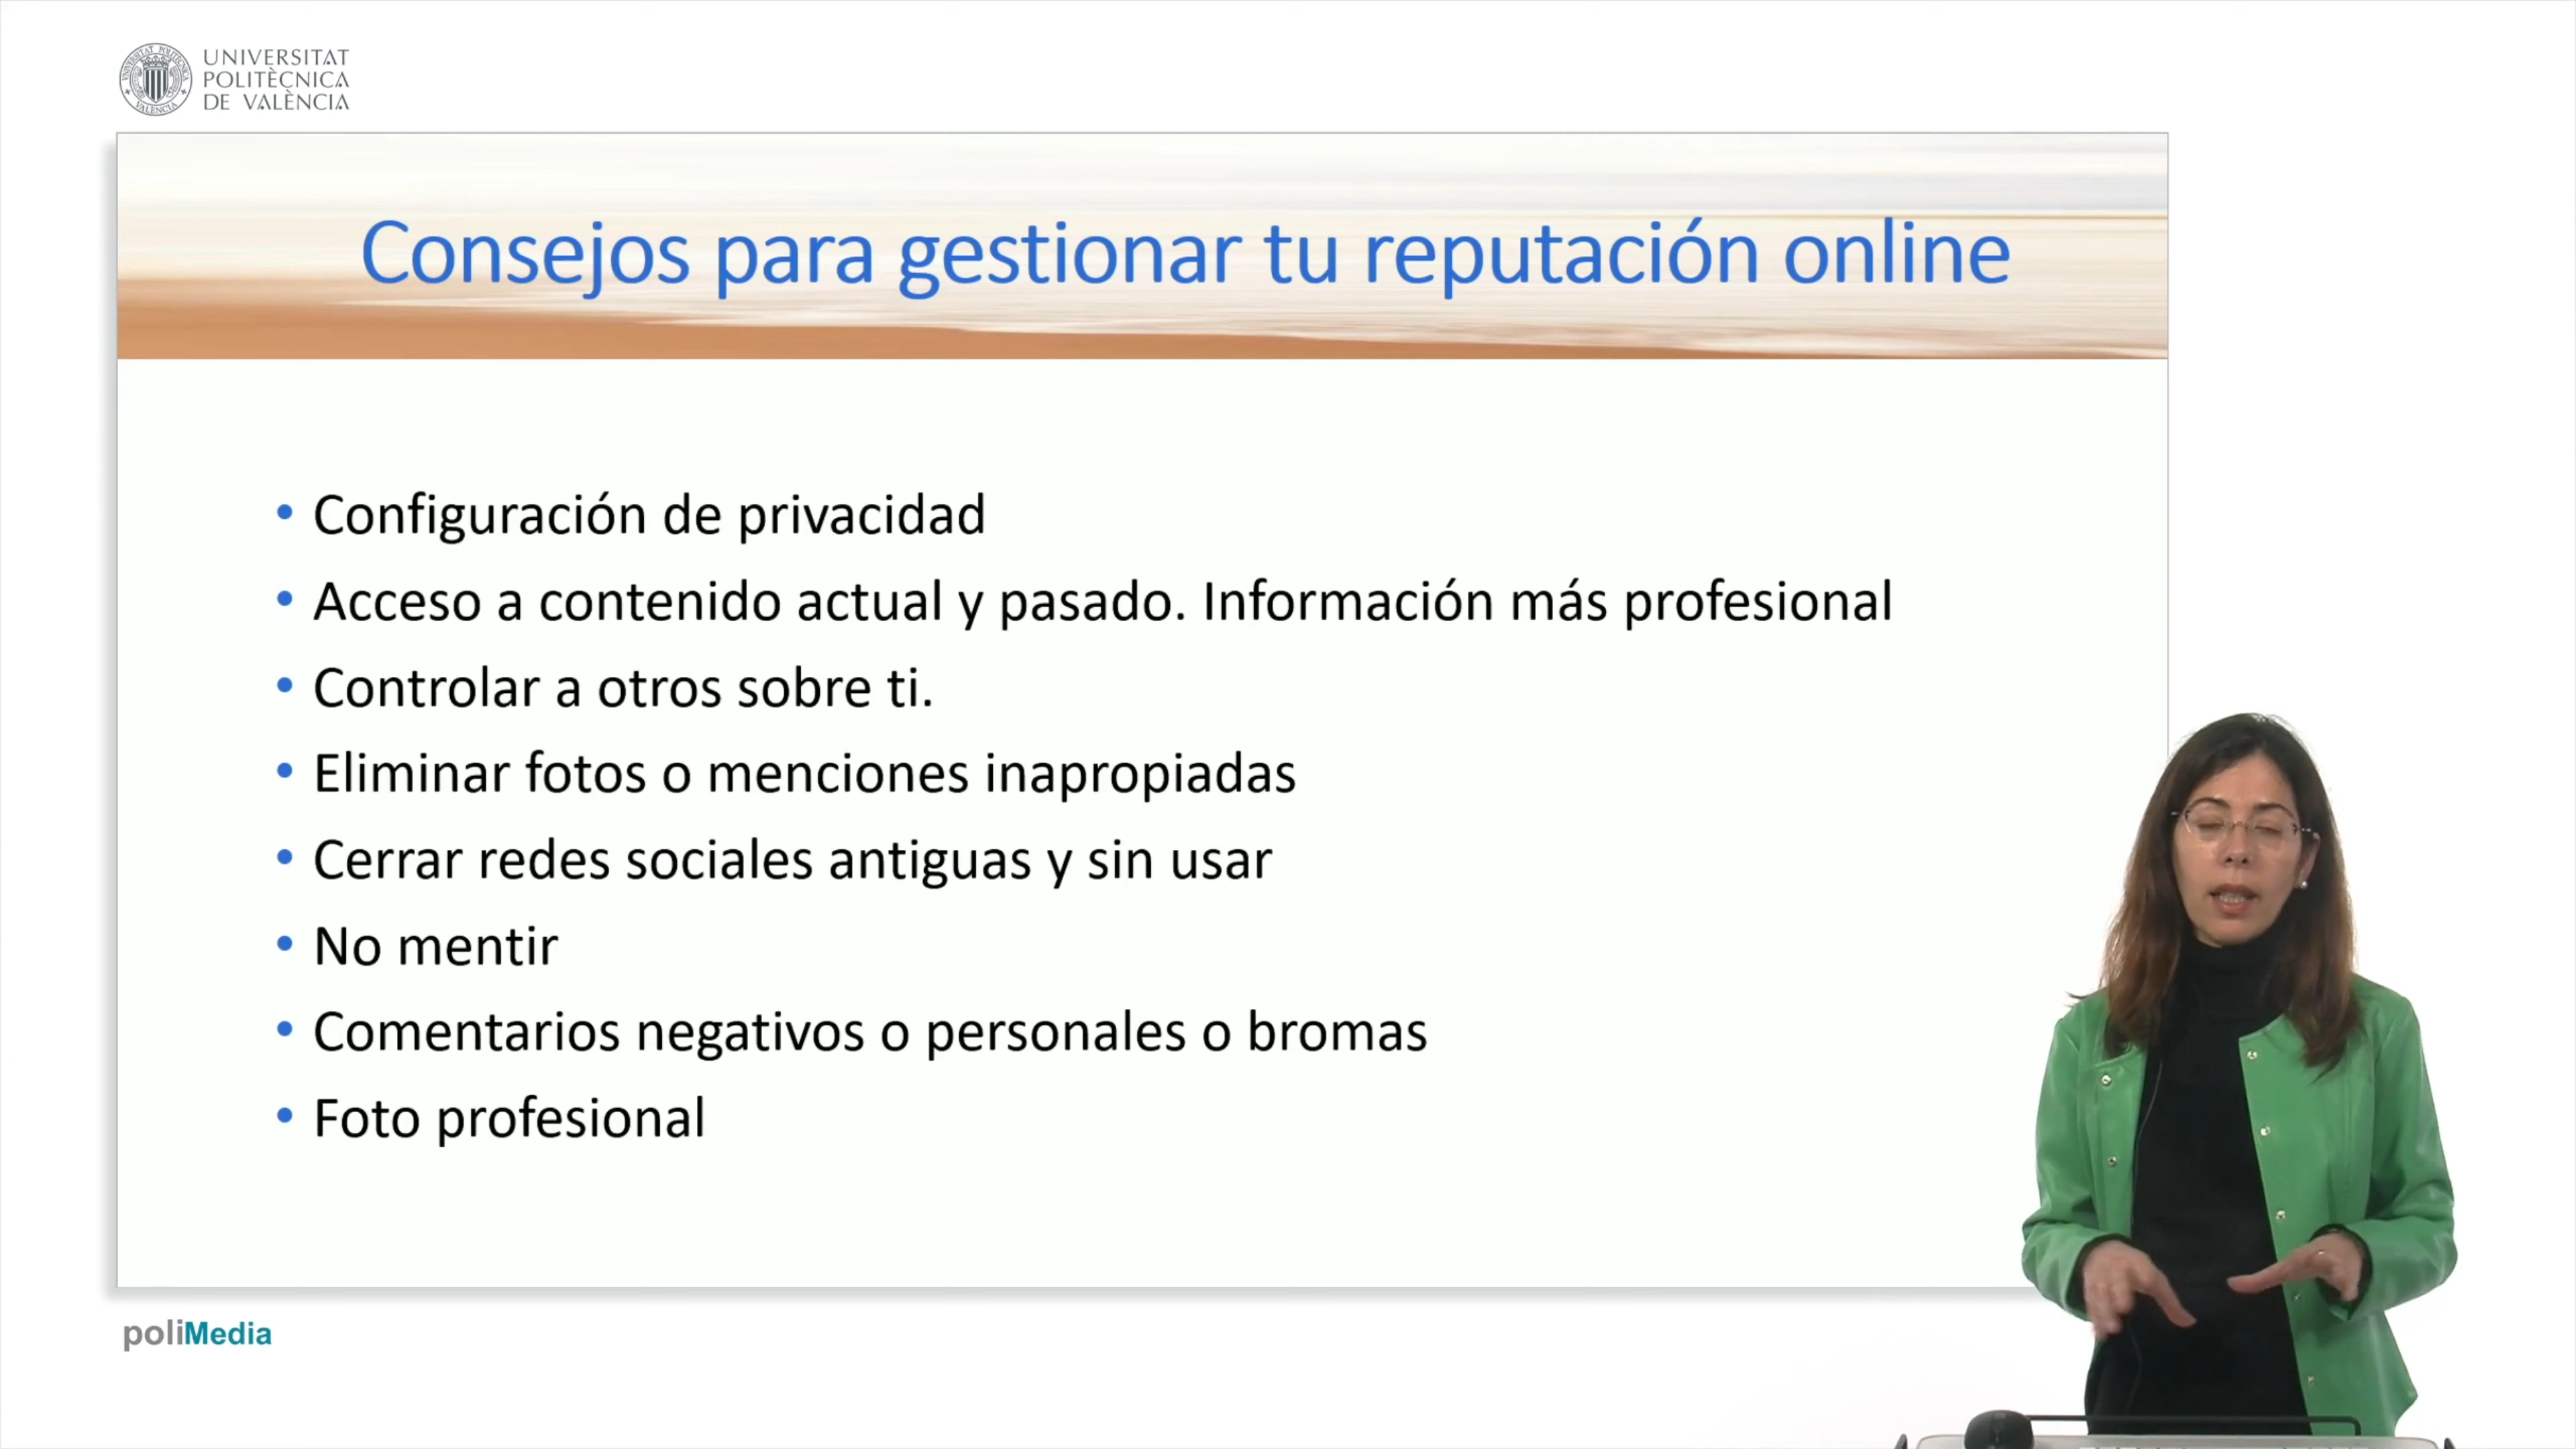 UNIVERSITAT
POLITÈCNICA
DE VALÈNCIA
Consejos para gestionar tu reputación online
• Configuración de privacidad
• Acceso a contenido actual y pasado. Información más profesional
• Controlar a otros sobre ti.
• Eliminar fotos o menciones inapropiadas
• Cerrar redes sociales antiguas y sin usar
• No mentir
• Comentarios negativos o personales o bromas
• Foto profesional
poliMedia